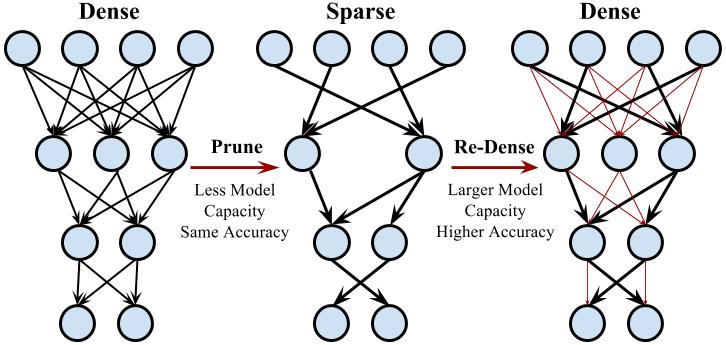 Dense
Sparse
Dense
Prune
Less Model
Capacity
Same Accuracy
Re-Dense
Larger Model
Capacity
Higher Accuracy